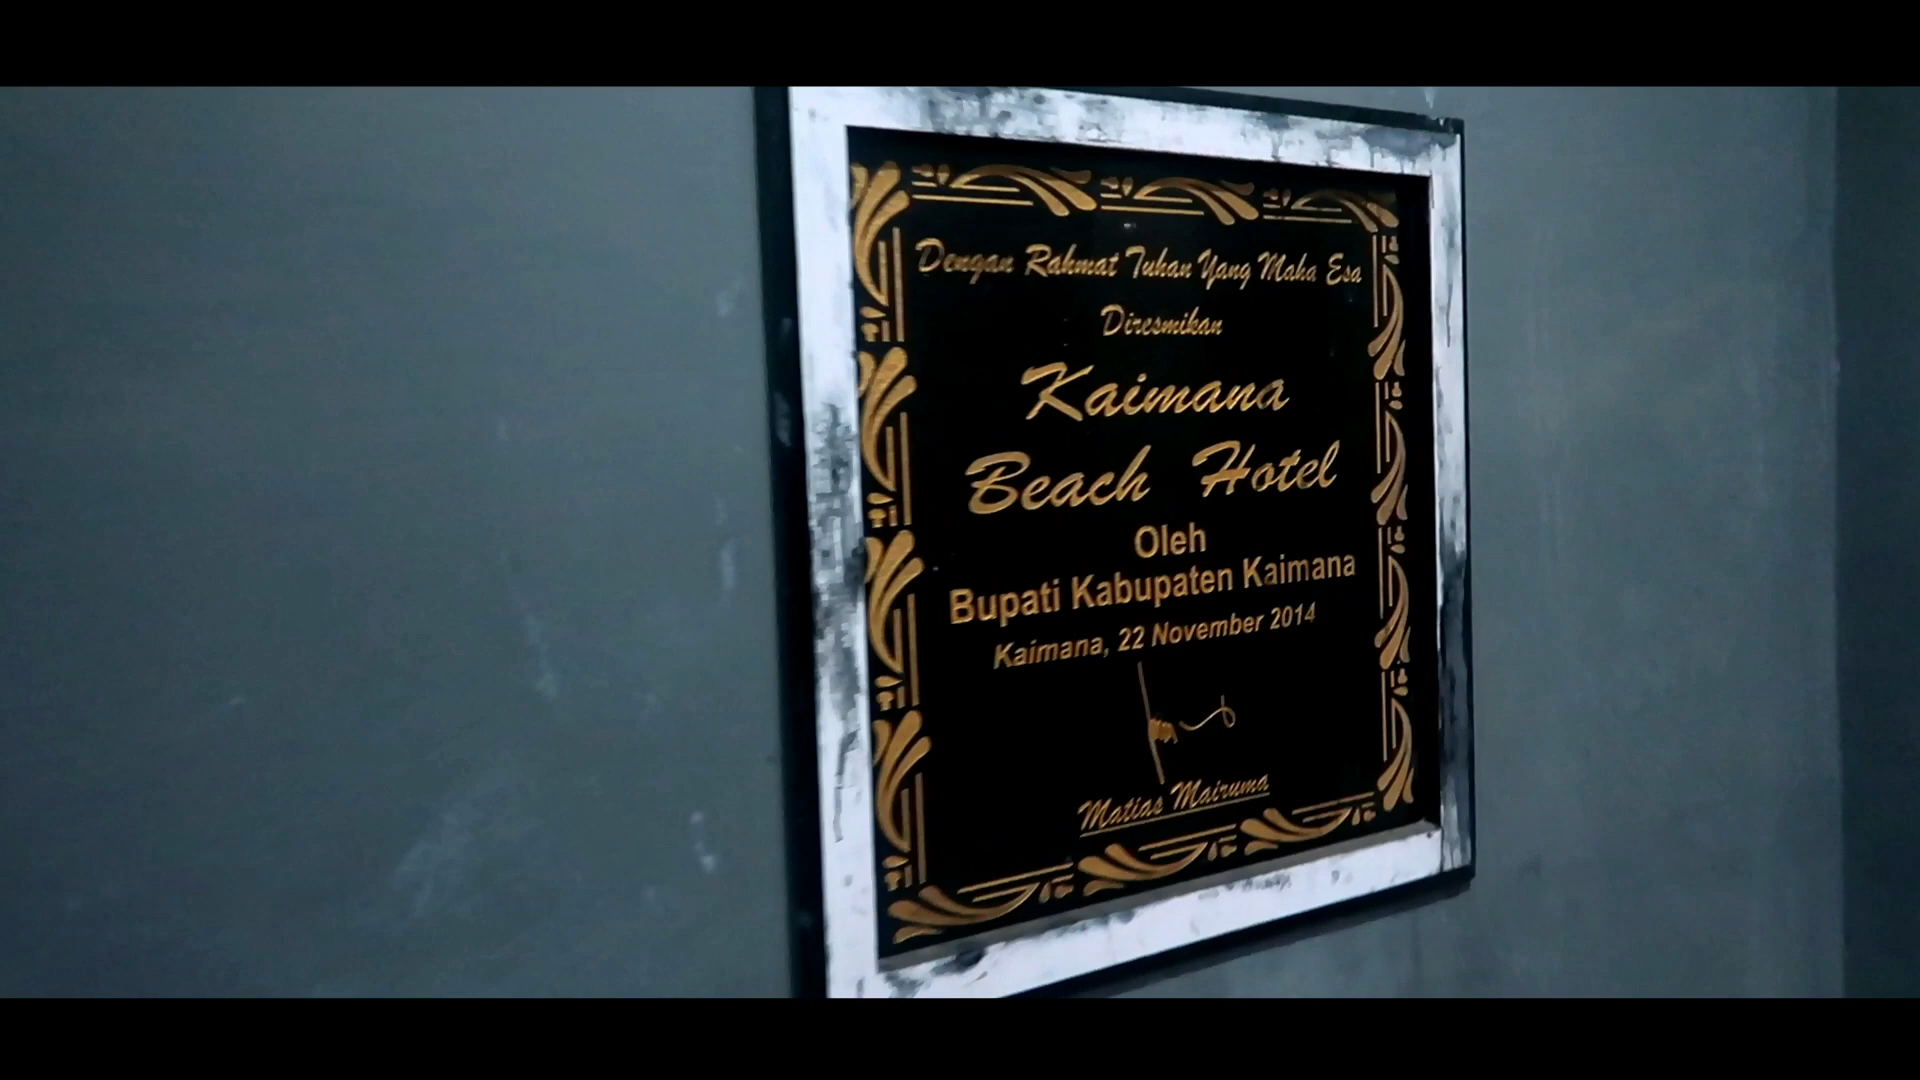 Dengan Rahmat Tuhan Yang Maha Esa
Diresmikan
Kaimana
Beach Hotel
Oleh
Bupati Kabupaten Kaimana
Kaimana, 22 November 2014
Matias Mairuma